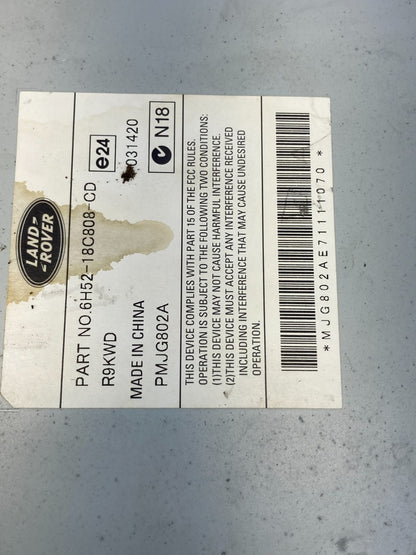 LAND-
-ROVER
PART NO.6H52-18C808-CD
R9KWD
e24
031420
MADE IN CHINA
PMJG802A
N18
THIS DEVICE COMPLIES WITH PART 15 OF THE FCC RULES.
OPERATION IS SUBJECT TO THE FOLLOWING TWO CONDITIONS:
(1)THIS DEVICE MAY NOT CAUSE HARMFUL INTERFERENCE.
(2)THIS DEVICE MUST ACCEPT ANY INTERFERENCE RECEIVED
INCLUDING INTERFERENCE THAT MAY CAUSE UNDESIRED
OPERATION.
*MJG802AE71111070*